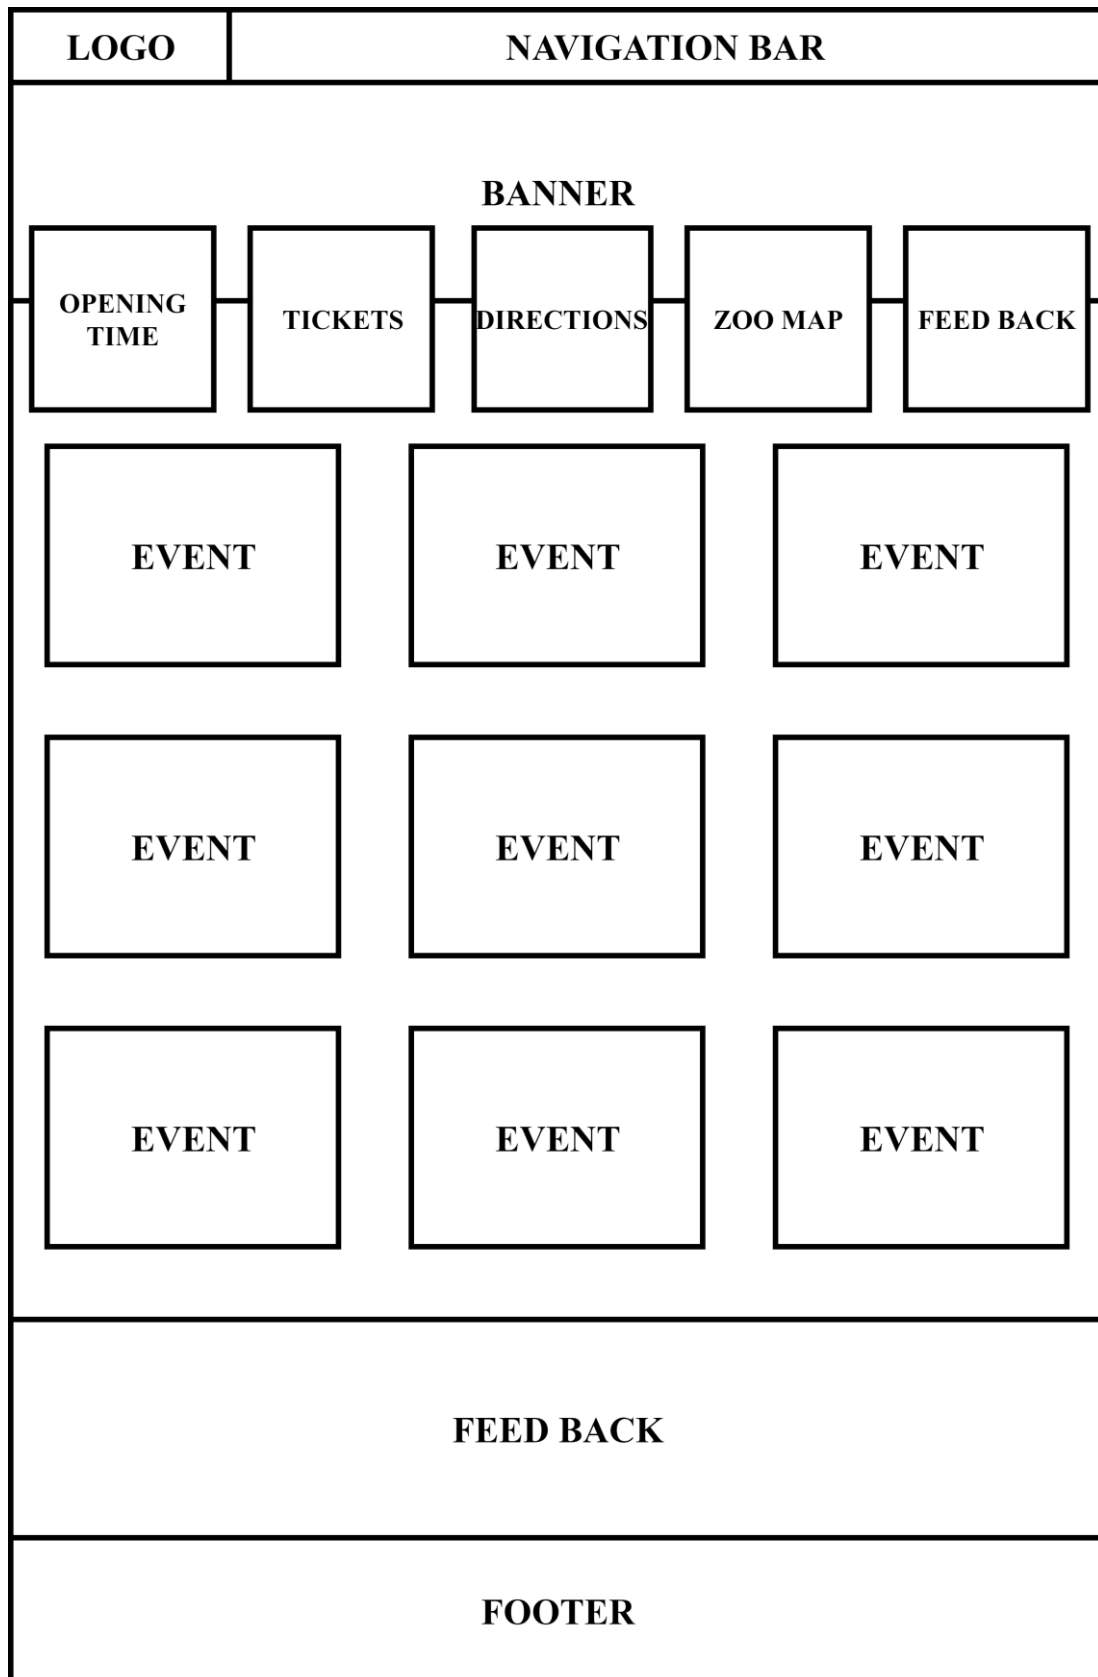 LOGO
NAVIGATION BAR
BANNER
OPENING
TIME
TICKETS
DIRECTIONS
ZOO MAP
FEED BACK
EVENT
EVENT
EVENT
EVENT
EVENT
EVENT
EVENT
EVENT
EVENT
FEED BACK
FOOTER